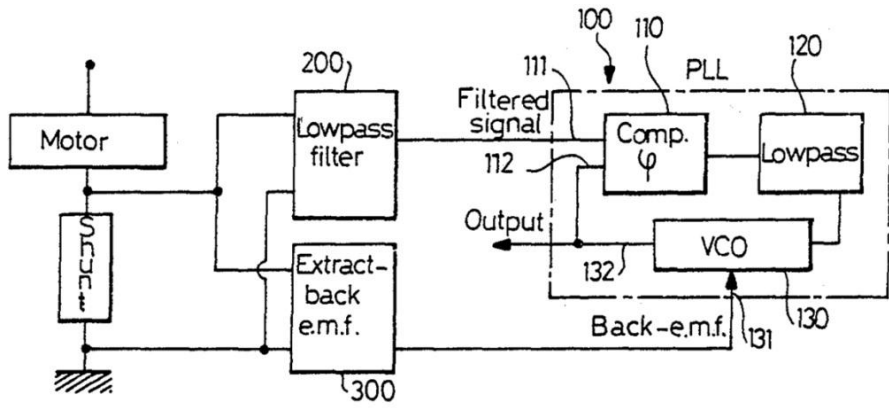 100
110
200
111
PLL
120
Filtered
signal
Lowpass
filter
Comp.
φ
Motor
112
Lowpass
Shunt
Output
VCO
Extract-
back
e.m.f.
132
Back-e.m.f.
131
130
300